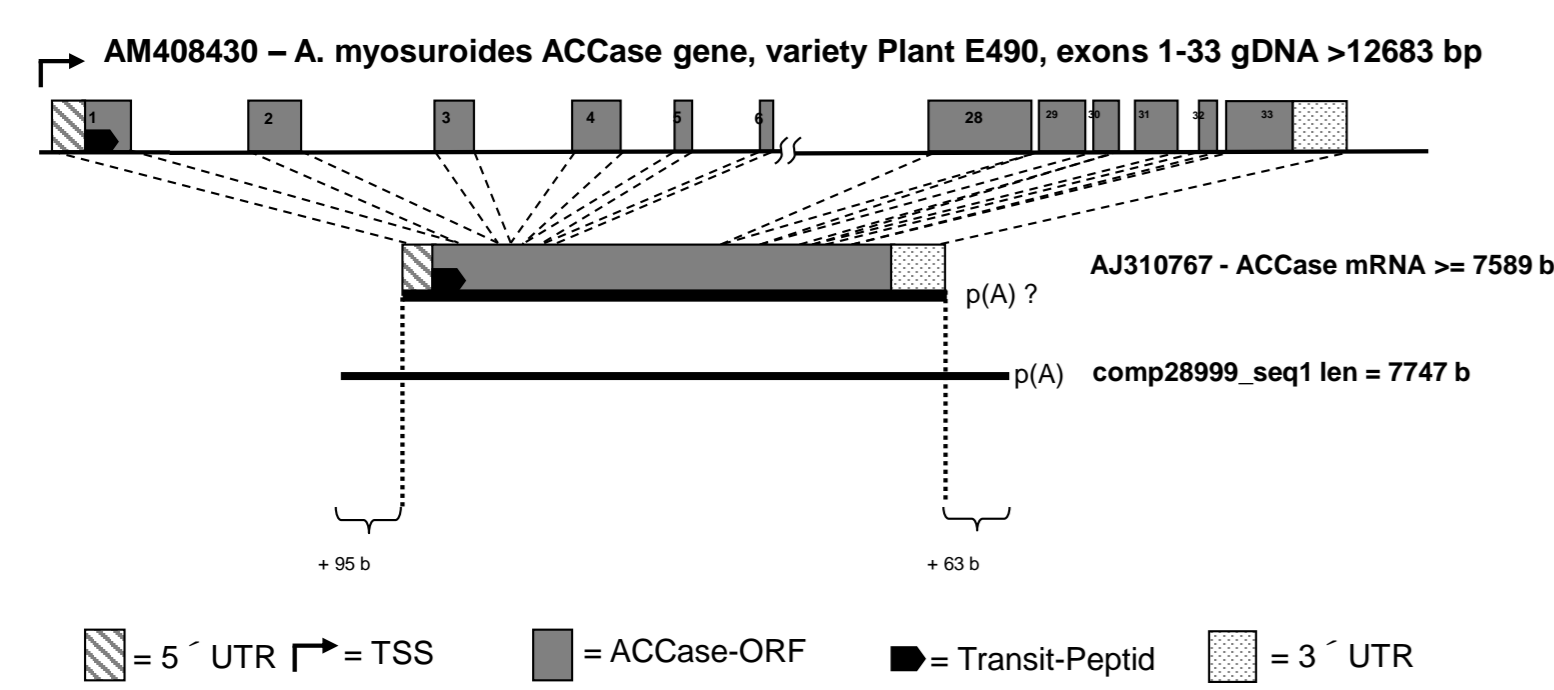 AM408430 – A. myosuroides ACCase gene, variety Plant E490, exons 1-33 gDNA >12683 bp
1 2 3 4 5 6 28 29 30 31 32 33
AJ310767 - ACCase mRNA >= 7589 b
p(A) ?
p(A) comp28999_seq1 len = 7747 b
+ 95 b + 63 b
= 5 ´ UTR = TSS = ACCase-ORF = Transit-Peptid = 3 ´ UTR